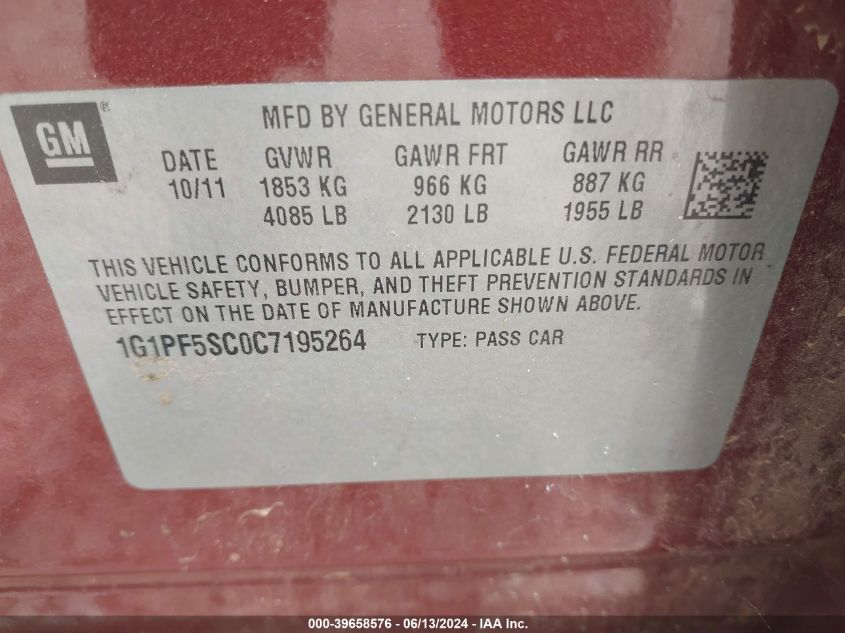 GM®
MFD BY GENERAL MOTORS LLC
DATE GVWR GAWR FRT GAWR RR
10/11 1853 KG 966 KG 887 KG
4085 LB 2130 LB 1955 LB
THIS VEHICLE CONFORMS TO ALL APPLICABLE U.S. FEDERAL MOTOR
VEHICLE SAFETY, BUMPER, AND THEFT PREVENTION STANDARDS IN
EFFECT ON THE DATE OF MANUFACTURE SHOWN ABOVE.
1G1PF5SC0C7195264 TYPE: PASS CAR
000-39658576 / 06/13/2024 - IAA Inc.